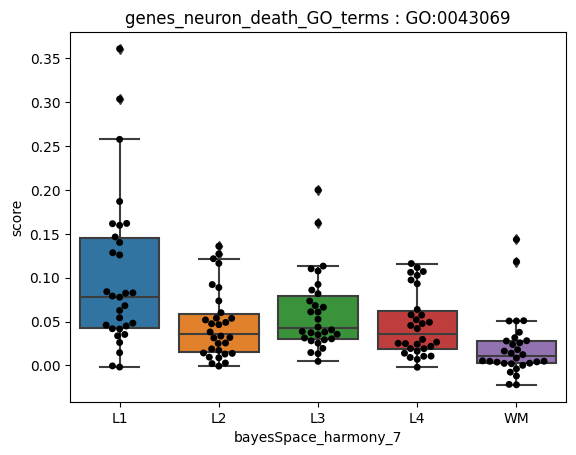 genes_neuron_death_GO_terms : GO:0043069
score
0.35
0.30
0.25
0.20
0.15
0.10
0.05
0.00
L1 L2 L3 L4 WM
bayesSpace_harmony_7